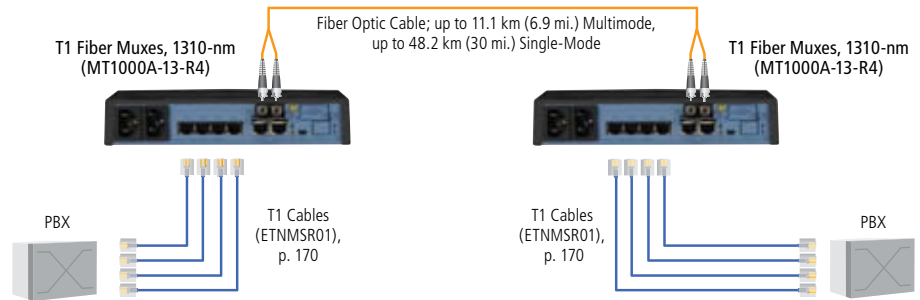 Fiber Optic Cable; up to 11.1 km (6.9 mi.) Multimode,
up to 48.2 km (30 mi.) Single-Mode
T1 Fiber Muxes, 1310-nm
(MT1000A-13-R4)
T1 Fiber Muxes, 1310-nm
(MT1000A-13-R4)
PBX
T1 Cables
(ETNMSR01),
p. 170
T1 Cables
(ETNMSR01),
p. 170
PBX